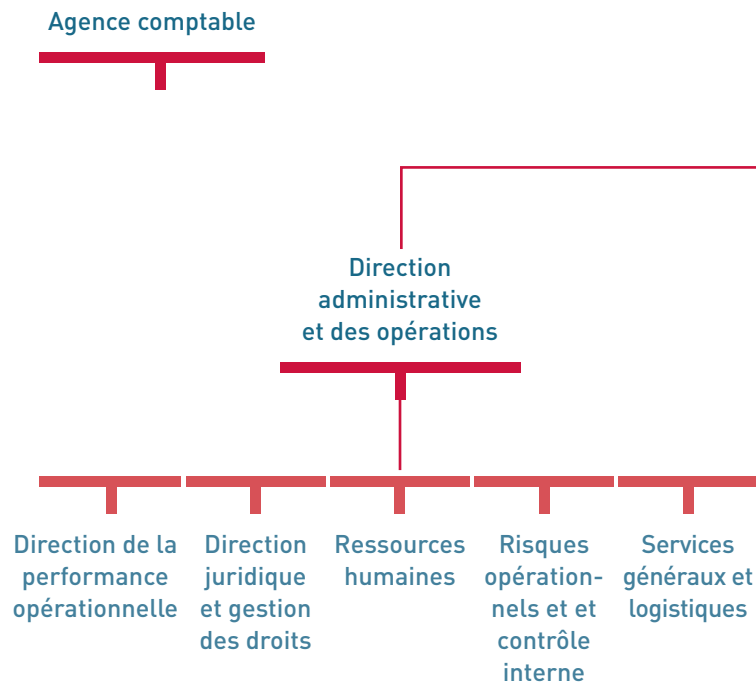 Agence comptable
Direction
administrative
et des opérations
Direction de la
performance
opérationnelle
Direction
juridique
et gestion
des droits
Ressources
humaines
Risques
opération-
nels et et
contrôle
interne
Services
généraux et
logistiques